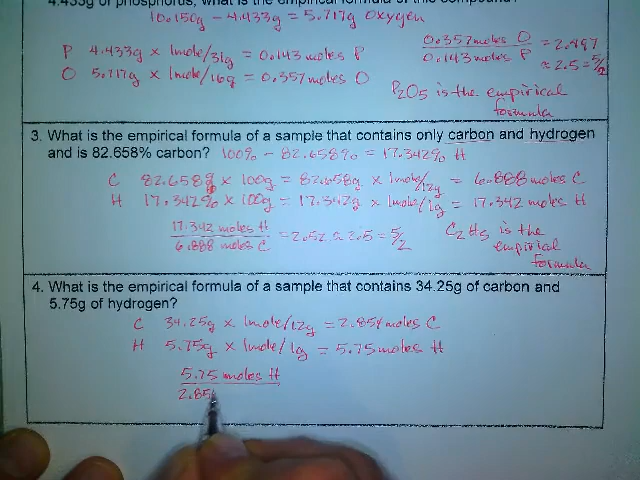 4.433g of phosphorus, what is the empirical formula of this compound?
10.150g - 4.433g = 5.717g Oxygen
P 4.433g x 1mole/31g = 0.143 moles P
O 5.717g x 1mole/16g = 0.357 moles O
0.357 moles O
0.143 moles P
= 2.497
≈ 2.5 = 5/2
P2O5 is the empirical
formula
3. What is the empirical formula of a sample that contains only carbon and hydrogen
and is 82.658% carbon? 100% - 82.658% = 17.342% H
C 82.658% x 100g = 82.658g x 1mole/12g = 6.888 moles C
H 17.342% x 100g = 17.342g x 1mole/1g = 17.342 moles H
17.342 moles H
6.888 moles C
= 2.52 ≈ 2.5 = 5/2
C2H5 is the
empirical
formula
4. What is the empirical formula of a sample that contains 34.25g of carbon and
5.75g of hydrogen?
C 34.25g x 1mole/12g = 2.854 moles C
H 5.75g x 1mole/1g = 5.75 moles H
5.75 moles H
2.85